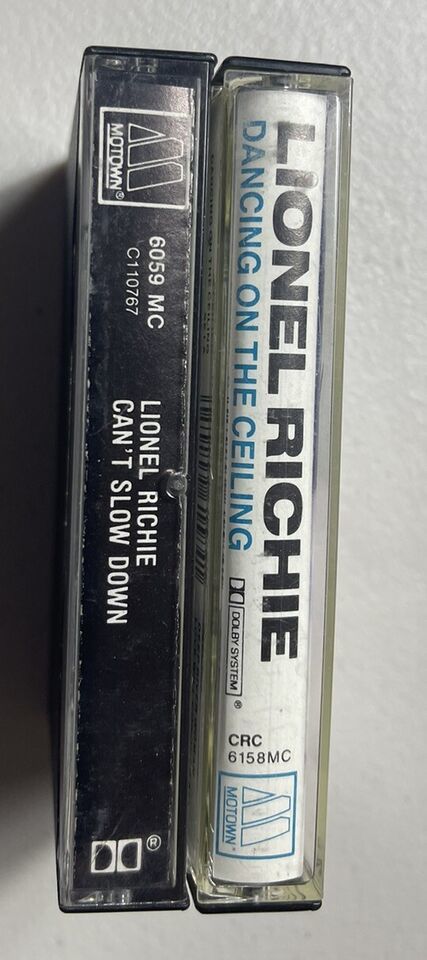 MOTOWN®
6059 MC
C110767
LIONEL RICHIE
CAN'T SLOW DOWN
®
LIONEL RICHIE
DANCING ON THE CEILING
DOLBY SYSTEM ®
CRC
6158MC
MOTOWN